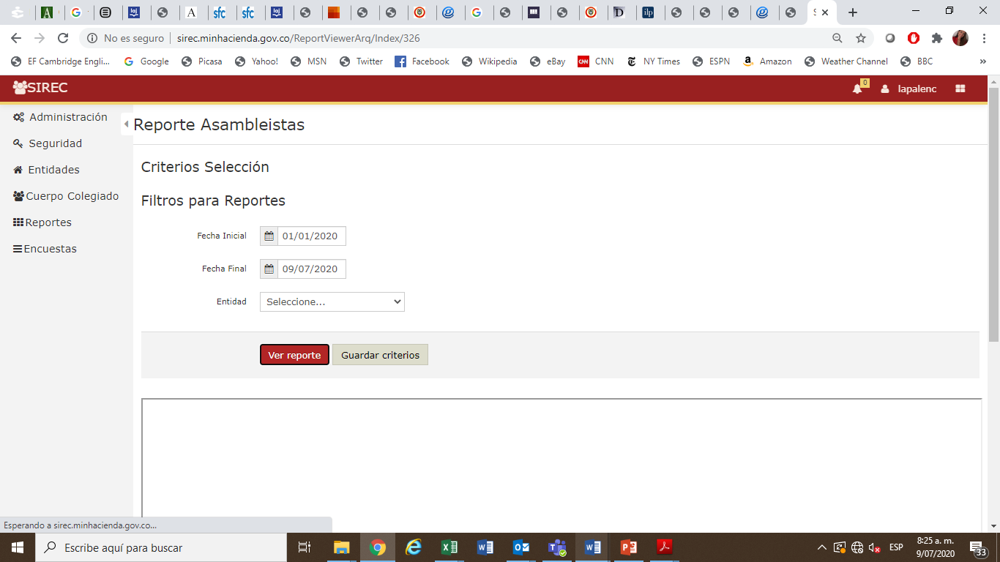 No es seguro | sirec.minhacienda.gov.co/ReportViewerArq/Index/326
EF Cambridge Engli... Google Picasa Yahoo! MSN Twitter Facebook Wikipedia eBay CNN NY Times ESPN Amazon Weather Channel BBC »
SIREC 0 lapalenc
Administración
Seguridad
Entidades
Cuerpo Colegiado
Reportes
Encuestas
Reporte Asambleistas
Criterios Selección
Filtros para Reportes
Fecha Inicial 01/01/2020
Fecha Final 09/07/2020
Entidad Seleccione...
Ver reporte Guardar criterios
Esperando a sirec.minhacienda.gov.co...
Escribe aquí para buscar
ESP
8:25 a. m.
9/07/2020
33